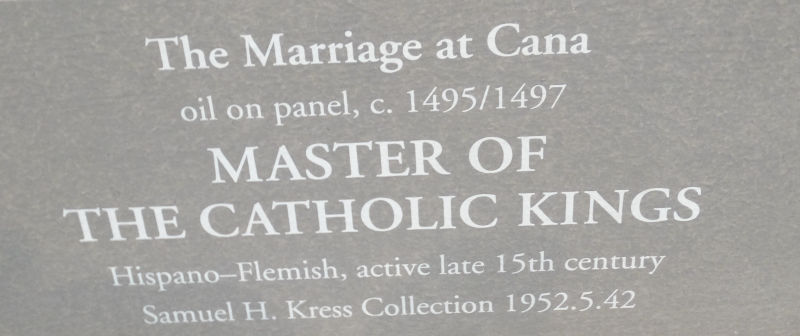 The Marriage at Cana
oil on panel, c. 1495/1497
MASTER OF
THE CATHOLIC KINGS
Hispano–Flemish, active late 15th century
Samuel H. Kress Collection 1952.5.42